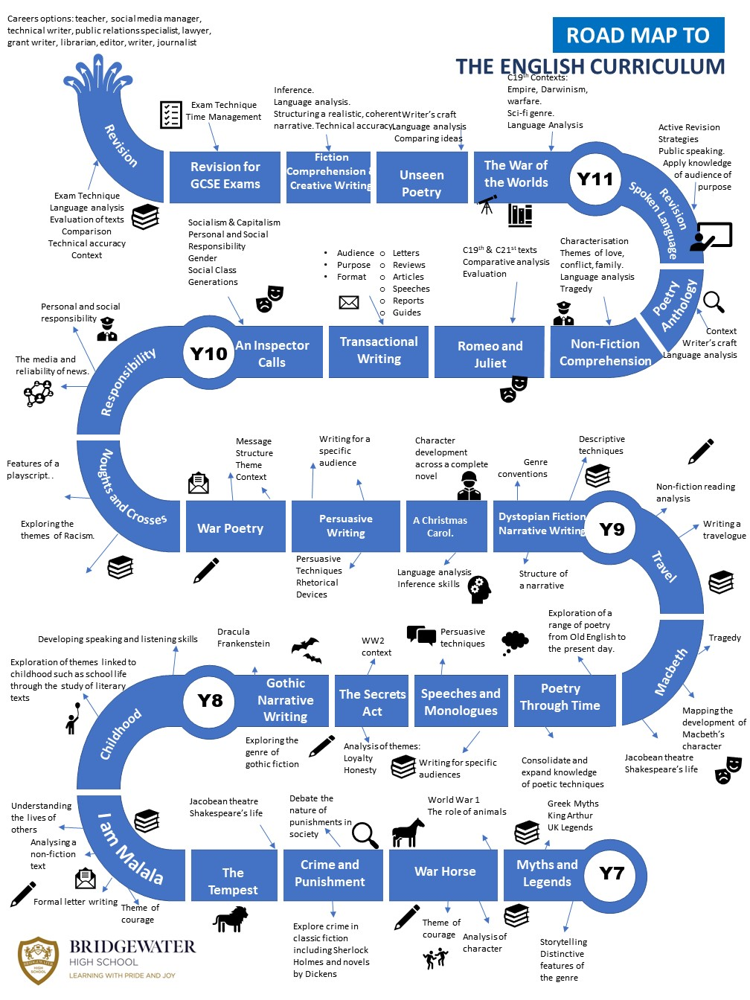 Careers options: teacher, social media manager,
technical writer, public relations specialist, lawyer,
grant writer, librarian, editor, writer, journalist
ROAD MAP TO
THE ENGLISH CURRICULUM
Exam Technique
Time Management
Inference.
Language analysis.
Structuring a realistic, coherent
narrative. Technical accuracy.
Writer's craft
Language analysis
Comparing ideas
C19th Contexts:
Empire, Darwinism,
warfare.
Sci-fi genre.
Language Analysis
Active Revision
Strategies
Public speaking.
Apply knowledge
of audience of
purpose
Revision
Revision for
GCSE Exams
Fiction
Comprehension &
Creative Writing
Unseen
Poetry
The War of
the Worlds
Y11
Revision
Spoken Language
Exam Technique
Language analysis
Evaluation of texts
Comparison
Technical accuracy
Context
Socialism & Capitalism
Personal and Social
Responsibility
Gender
Social Class
Generations
• Audience
• Purpose
• Format
o Letters
o Reviews
o Articles
o Speeches
o Reports
o Guides
C19th & C21st texts
Comparative analysis
Evaluation
Characterisation
Themes of love,
conflict, family.
Language analysis
Tragedy
Poetry
Anthology
Context
Writer's craft
Language analysis
Personal and social
responsibility
The media and
reliability of news.
Responsibility
Y10
An Inspector
Calls
Transactional
Writing
Romeo and
Juliet
Non-Fiction
Comprehension
Features of a
playscript. .
Exploring the
themes of Racism.
Noughts and Crosses
Message
Structure
Theme
Context
Writing for a
specific
audience
Character
development
across a complete
novel
Genre
conventions
Descriptive
techniques
Non-fiction reading
analysis
Writing a
travelogue
War Poetry
Persuasive
Writing
A Christmas
Carol.
Dystopian Fiction
Narrative Writing
Y9
Travel
Persuasive
Techniques
Rhetorical
Devices
Language analysis
Inference skills
Structure of
a narrative
Developing speaking and listening skills
Exploration of themes linked to
childhood such as school life
through the study of literary
texts
Dracula
Frankenstein
WW2
context
Persuasive
techniques
Exploration of a
range of poetry
from Old English to
the present day.
Tragedy
Macbeth
Childhood
Y8
Gothic
Narrative
Writing
The Secrets
Act
Speeches and
Monologues
Poetry
Through Time
Mapping the
development of
Macbeth's
character
Exploring the
genre of
gothic fiction
Analysis of themes:
Loyalty
Honesty
Writing for specific
audiences
Consolidate and
expand knowledge
of poetic techniques
Jacobean theatre
Shakespeare's life
Understanding
the lives of
others
Analysing a
non-fiction
text
Formal letter writing
Theme of
courage
I am Malala
Jacobean theatre
Shakespeare's life
Debate the
nature of
punishments in
society
World War 1
The role of animals
Greek Myths
King Arthur
UK Legends
The
Tempest
Crime and
Punishment
War Horse
Myths and
Legends
Y7
Explore crime in
classic fiction
including Sherlock
Holmes and novels
by Dickens
Theme of
courage
Analysis of
character
Storytelling
Distinctive
features of
the genre
BRIDGEWATER
HIGH SCHOOL
BRIDGEWATER
HIGH SCHOOL
LEARNING WITH PRIDE AND JOY